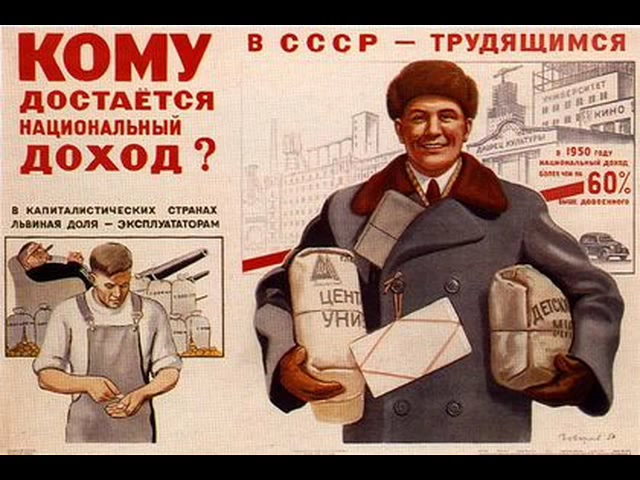 КОМУ
ДОСТАЁТСЯ
НАЦИОНАЛЬНЫЙ
ДОХОД?
В СССР – ТРУДЯЩИМСЯ
В КАПИТАЛИСТИЧЕСКИХ СТРАНАХ
ЛЬВИНАЯ ДОЛЯ – ЭКСПЛУАТАТОРАМ
УНИВЕРСИТЕТ
КИНО
ДВОРЕЦ КУЛЬТУРЫ
В 1950 ГОДУ
НАЦИОНАЛЬНЫЙ ДОХОД
БОЛЕЕ ЧЕМ НА
60%
ВЫШЕ ДОВОЕННОГО
ЦЕНТ
УНИ
ДЕТСК